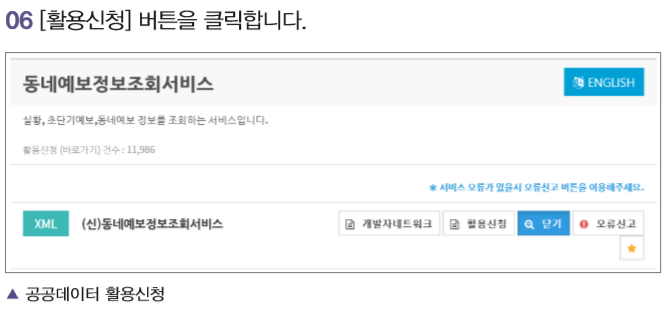 06 [활용신청] 버튼을 클릭합니다.
동네예보정보조회서비스
ENGLISH
실황, 초단기예보,동네예보 정보를 조회하는 서비스입니다.
활용신청 (바로가기) 건수 : 11,986
※ 서비스 오류가 있을시 오류신고 버튼을 이용해주세요.
XML (신)동네예보정보조회서비스 개발자네트워크 활용신청 닫기 오류신고
▲ 공공데이터 활용신청